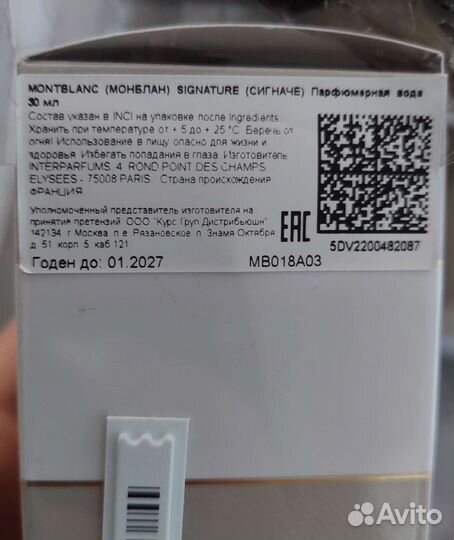 MONTBLANC (МОНБЛАН) SIGNATURE (СИГНАЧЕ) Парфюмерная вода
30 мл
Состав указан в INCI на упаковке после Ingredients.
Хранить при температуре от + 5 до + 25 °C. Беречь от
огня! Использование в пищу опасно для жизни и
здоровья. Избегать попадания в глаза. Изготовитель
INTERPARFUMS 4, ROND POINT DES CHAMPS
ELYSEES - 75008 PARIS. Страна происхождения
ФРАНЦИЯ
Уполномоченный представитель изготовителя на
принятие претензий: ООО "Курс Груп Дистрибьюшн"
142134 г. Москва п-е Рязановское п. Знамя Октября
д. 51 корп 5, каб 121
EAC
5DV2200482087
Годен до: 01.2027
MB018A03
Avito